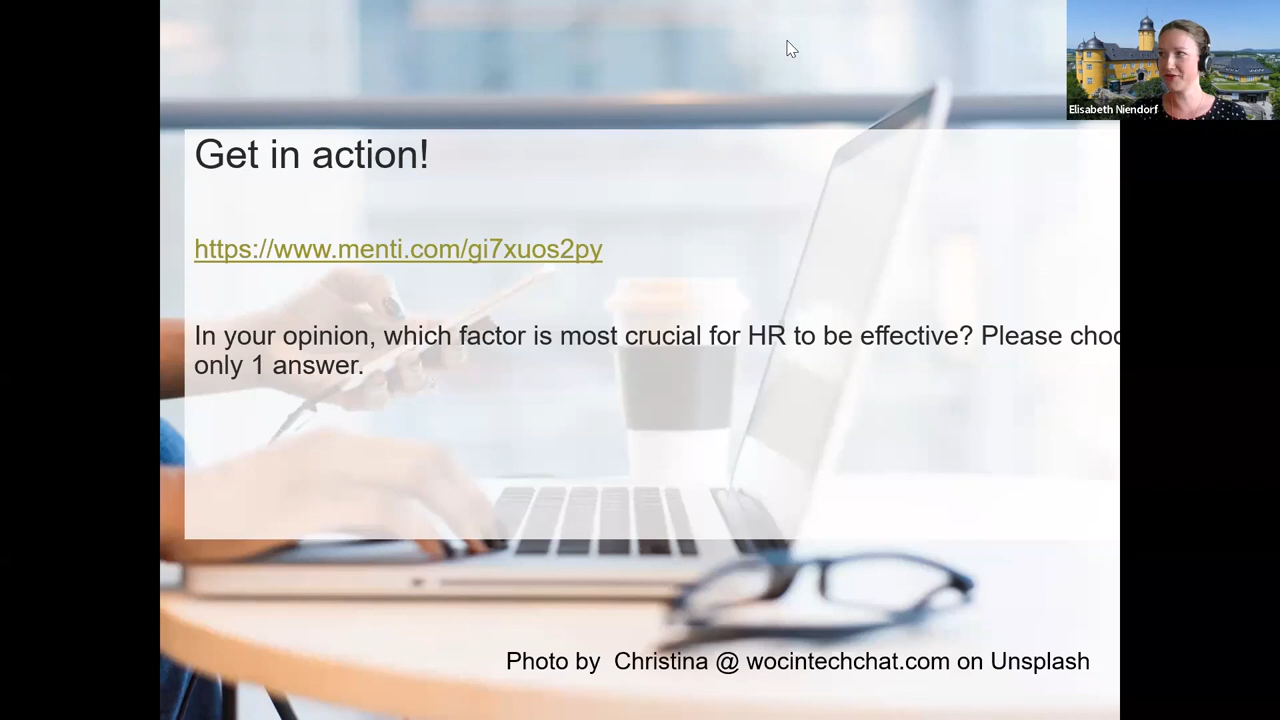 Elisabeth Niendorf
Get in action!
https://www.menti.com/gi7xuos2py
In your opinion, which factor is most crucial for HR to be effective? Please choo
only 1 answer.
Photo by  Christina @ wocintechchat.com on Unsplash